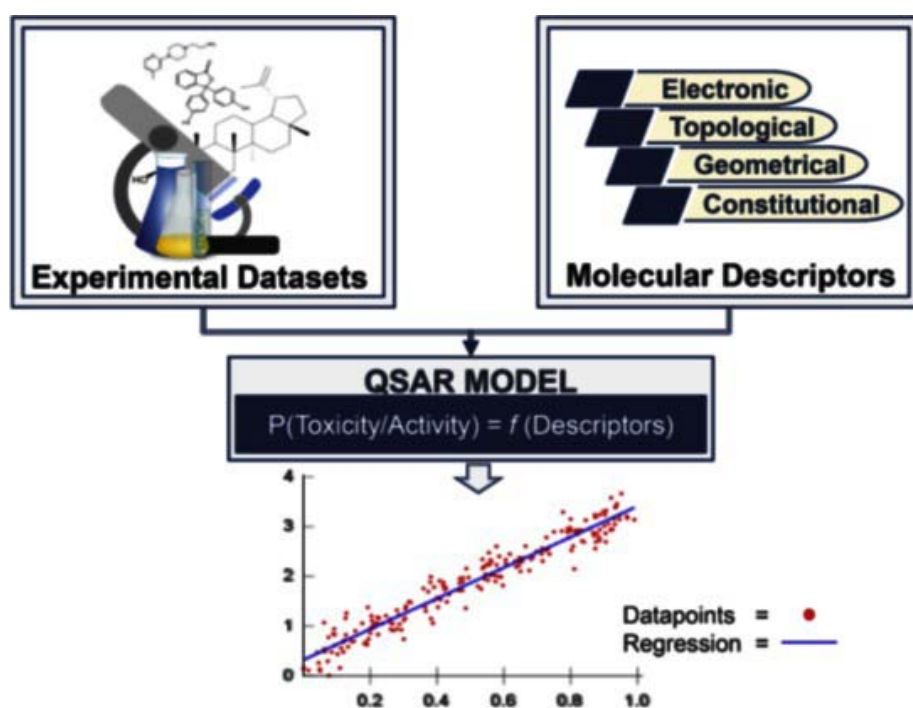 HO
Experimental Datasets
Electronic
Topological
Geometrical
Constitutional
Molecular Descriptors
QSAR MODEL
P(Toxicity/Activity) = f (Descriptors)
4
3
2
1
0
0.2 0.4 0.6 0.8 1.0
Datapoints =
Regression =